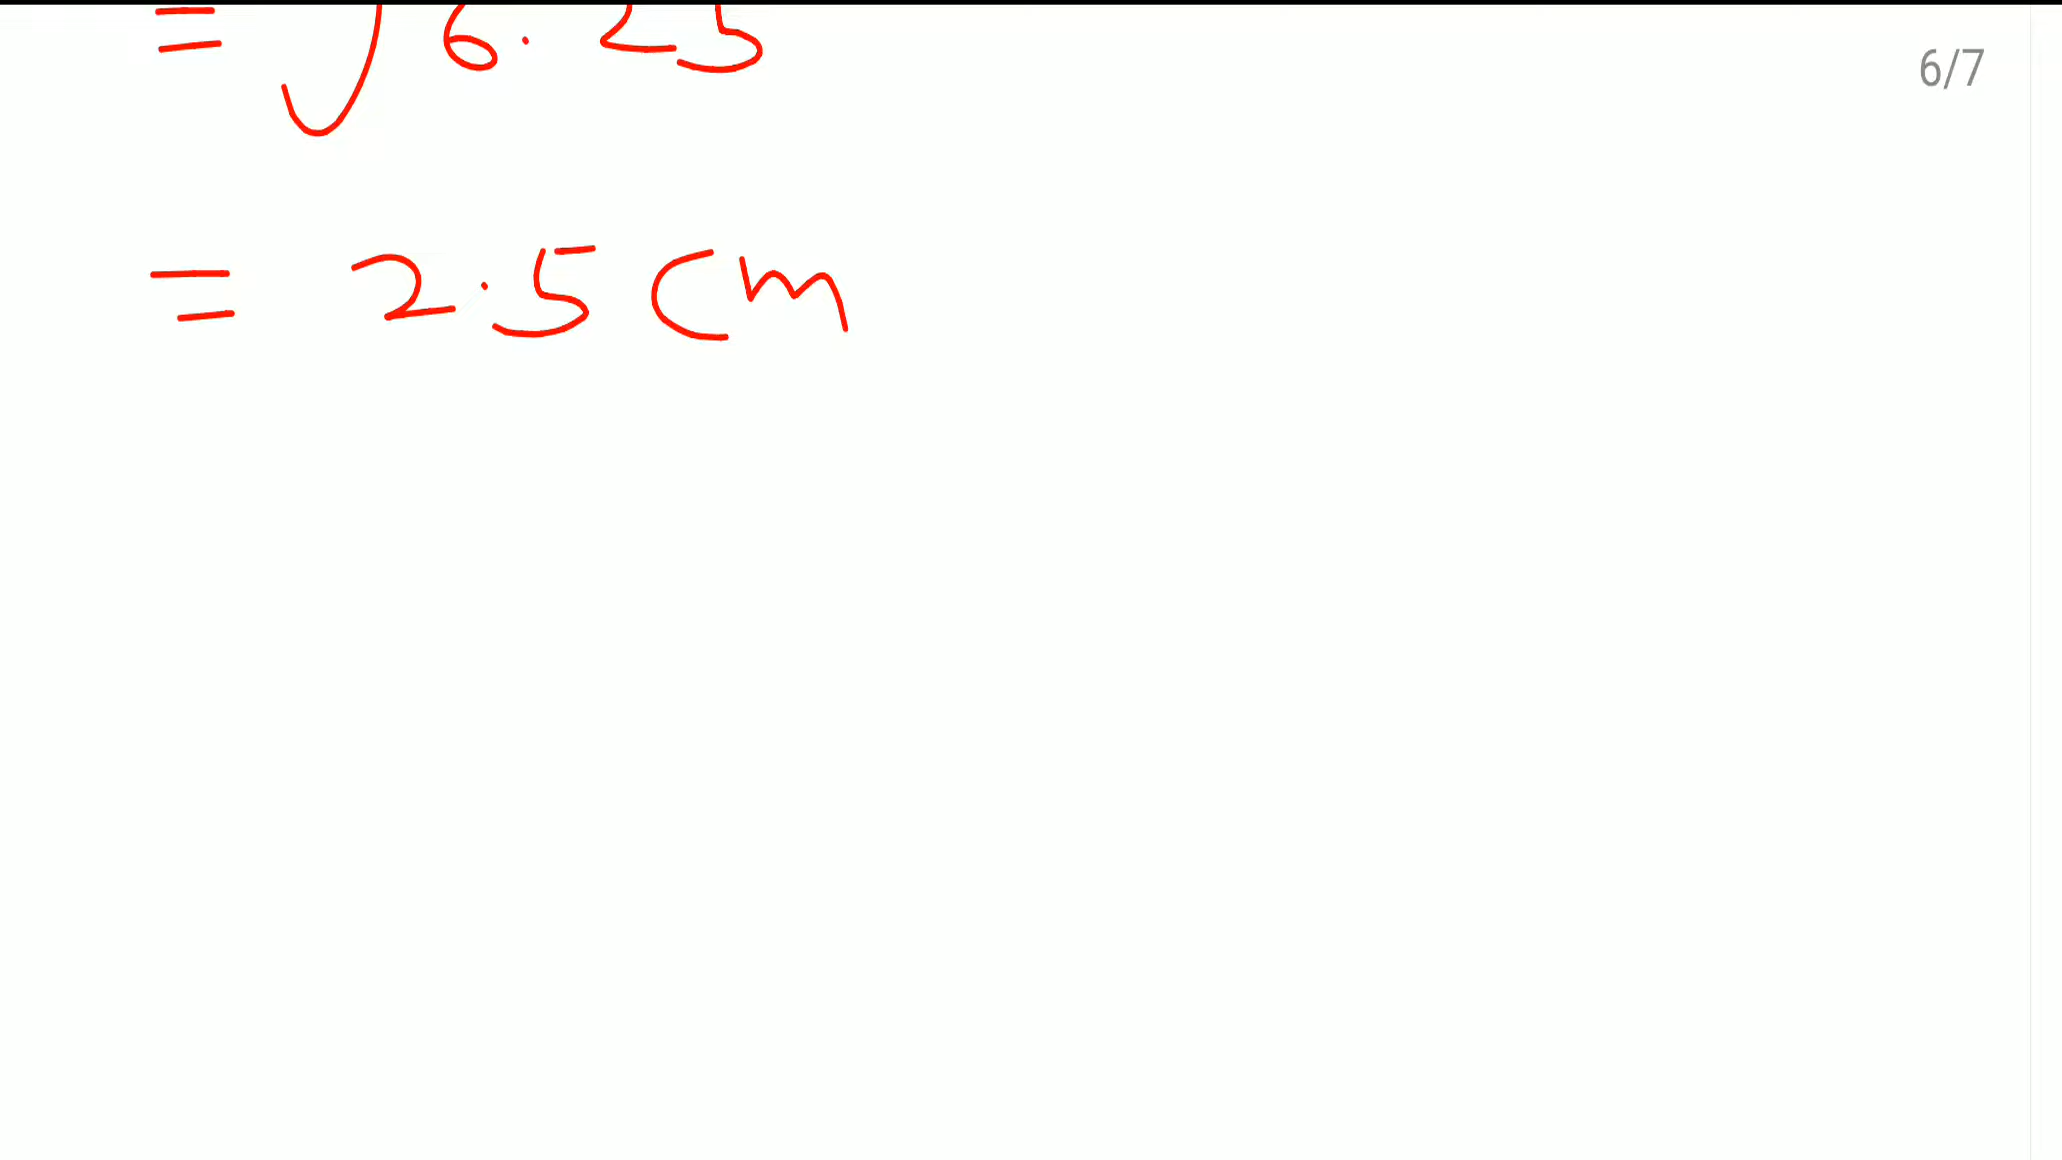 = √6.25
6/7
= 2.5 cm